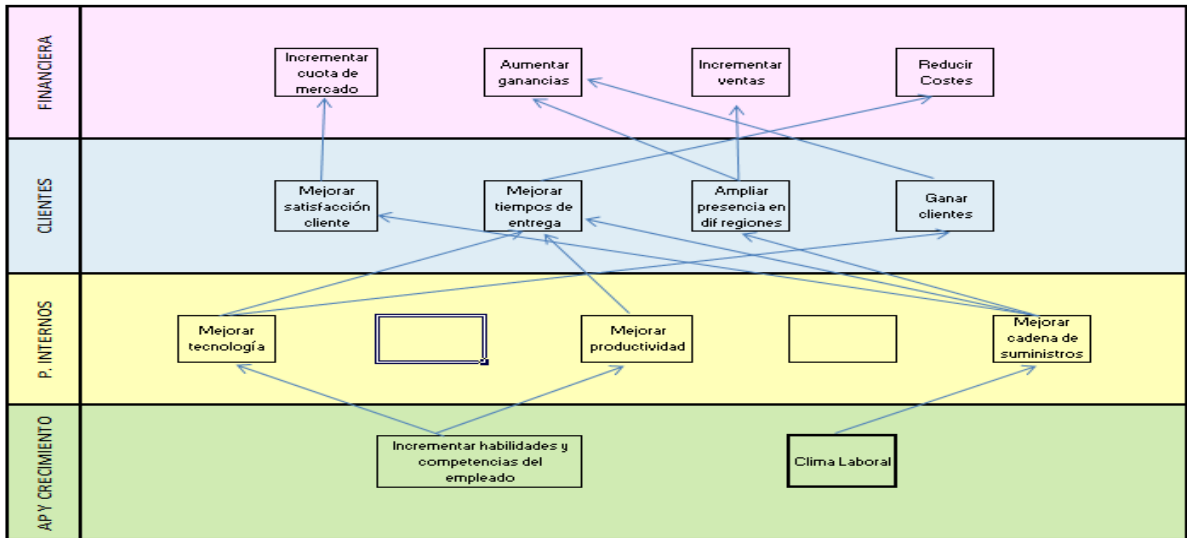 FINANCIERA
Incrementar
cuota de
mercado
Aumentar
ganancias
Incrementar
ventas
Reducir
Costes
CLIENTES
Mejorar
satisfacción
cliente
Mejorar
tiempos de
entrega
Ampliar
presencia en
dif regiones
Ganar
clientes
P. INTERNOS
Mejorar
tecnología
Mejorar
productividad
Mejorar
cadena de
suministros
AP Y CRECIMIENTO
Incrementar habilidades y
competencias del
empleado
Clima Laboral